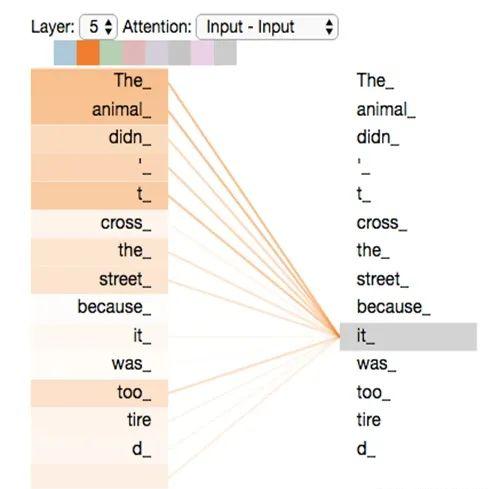 Layer: 5 Attention: Input - Input
The_ The_
animal_ animal_
didn_ didn_
'_ '_
t_ t_
cross_ cross_
the_ the_
street_ street_
because_ because_
it_ it_
was_ was_
too_ too_
tire tire
d_ d_